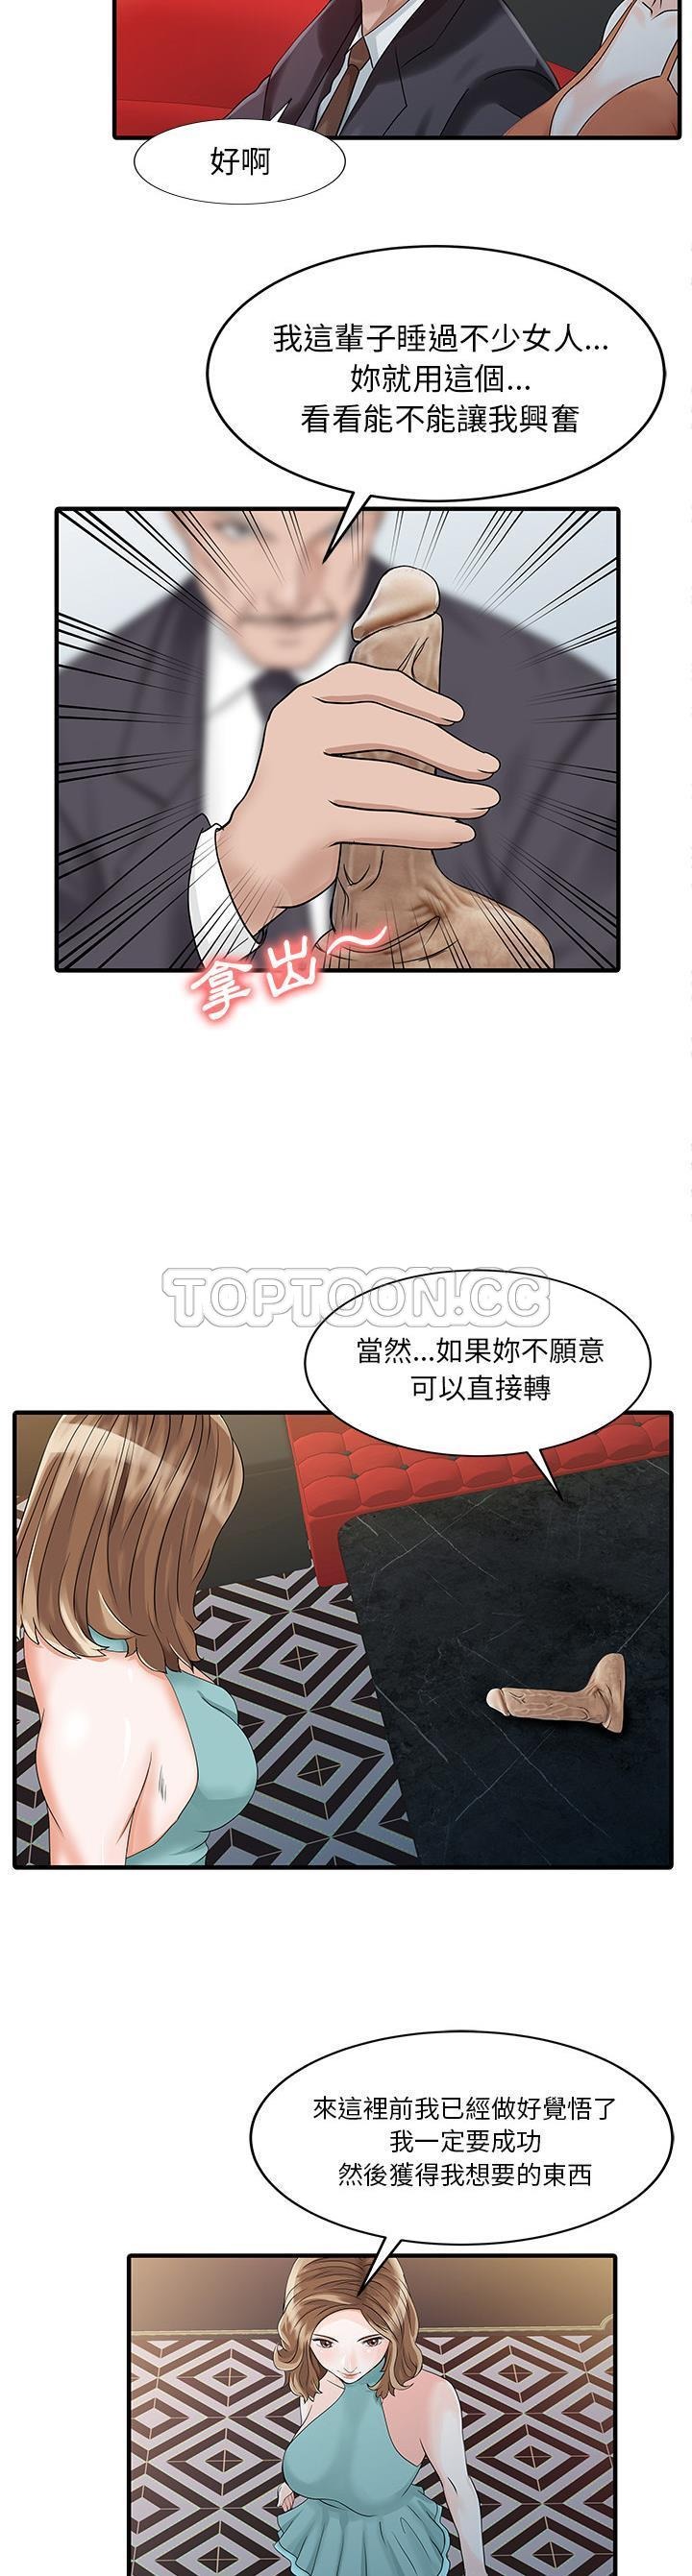 好啊
我這輩子睡過不少女人...
妳就用這個...
看看能不能讓我興奮
拿出~
TOPTOON.CC
當然...如果妳不願意
可以直接轉
來這裡前我已經做好覺悟了
我一定要成功
然後獲得我想要的東西